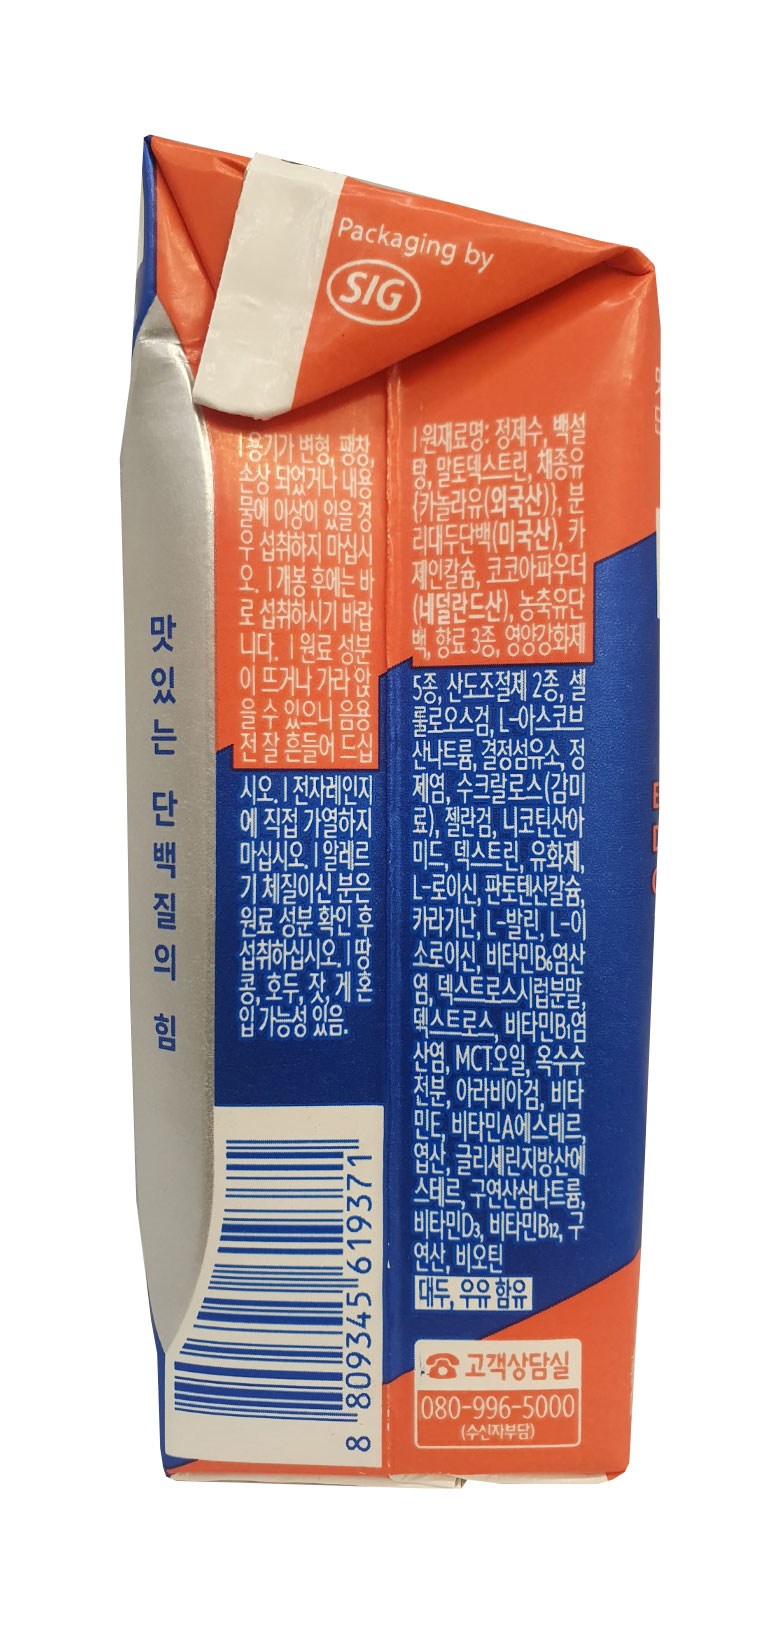 Packaging by
SIG
맛있는 단백질의 힘
| 용기가 변형, 팽창,
손상 되었거나 내용
물에 이상이 있을 경
우 섭취하지 마십시
오. | 개봉 후에는 바
로 섭취하시기 바랍
니다. | 원료 성분
이 뜨거나 가라 앉
을 수 있으니 음용
전 잘 흔들어 드십
시오. | 전자레인지
에 직접 가열하지
마십시오. | 알레르
기 체질이신 분은
원료 성분 확인 후
섭취하십시오. | 땅
콩, 호두, 잣, 게 혼
입 가능성 있음.
8 809345 619371
| 원재료명: 정제수, 백설
탕, 말토덱스트린, 채종유
{카놀라유(외국산)}, 분
리대두단백(미국산), 카
제인칼슘, 코코아파우더
(네덜란드산), 농축유단
백, 향료 3종, 영양강화제
5종, 산도조절제 2종, 셀
룰로오스검, L-아스코브
산나트륨, 결정섬유소, 정
제염, 수크랄로스(감미
료), 젤란검, 니코틴산아
미드, 덱스트린, 유화제,
L-로이신, 판토텐산칼슘,
카라기난, L-발린, L-이
소로이신, 비타민B₆염산
염, 덱스트로스시럽분말,
덱스트로스, 비타민B₁염
산염, MCT오일, 옥수수
전분, 아라비아검, 비타
민E, 비타민A에스테르,
엽산, 글리세린지방산에
스테르, 구연산삼나트륨,
비타민D₃, 비타민B₁₂, 구
연산, 비오틴
대두, 우유 함유
☎ 고객상담실
080-996-5000
(수신자부담)